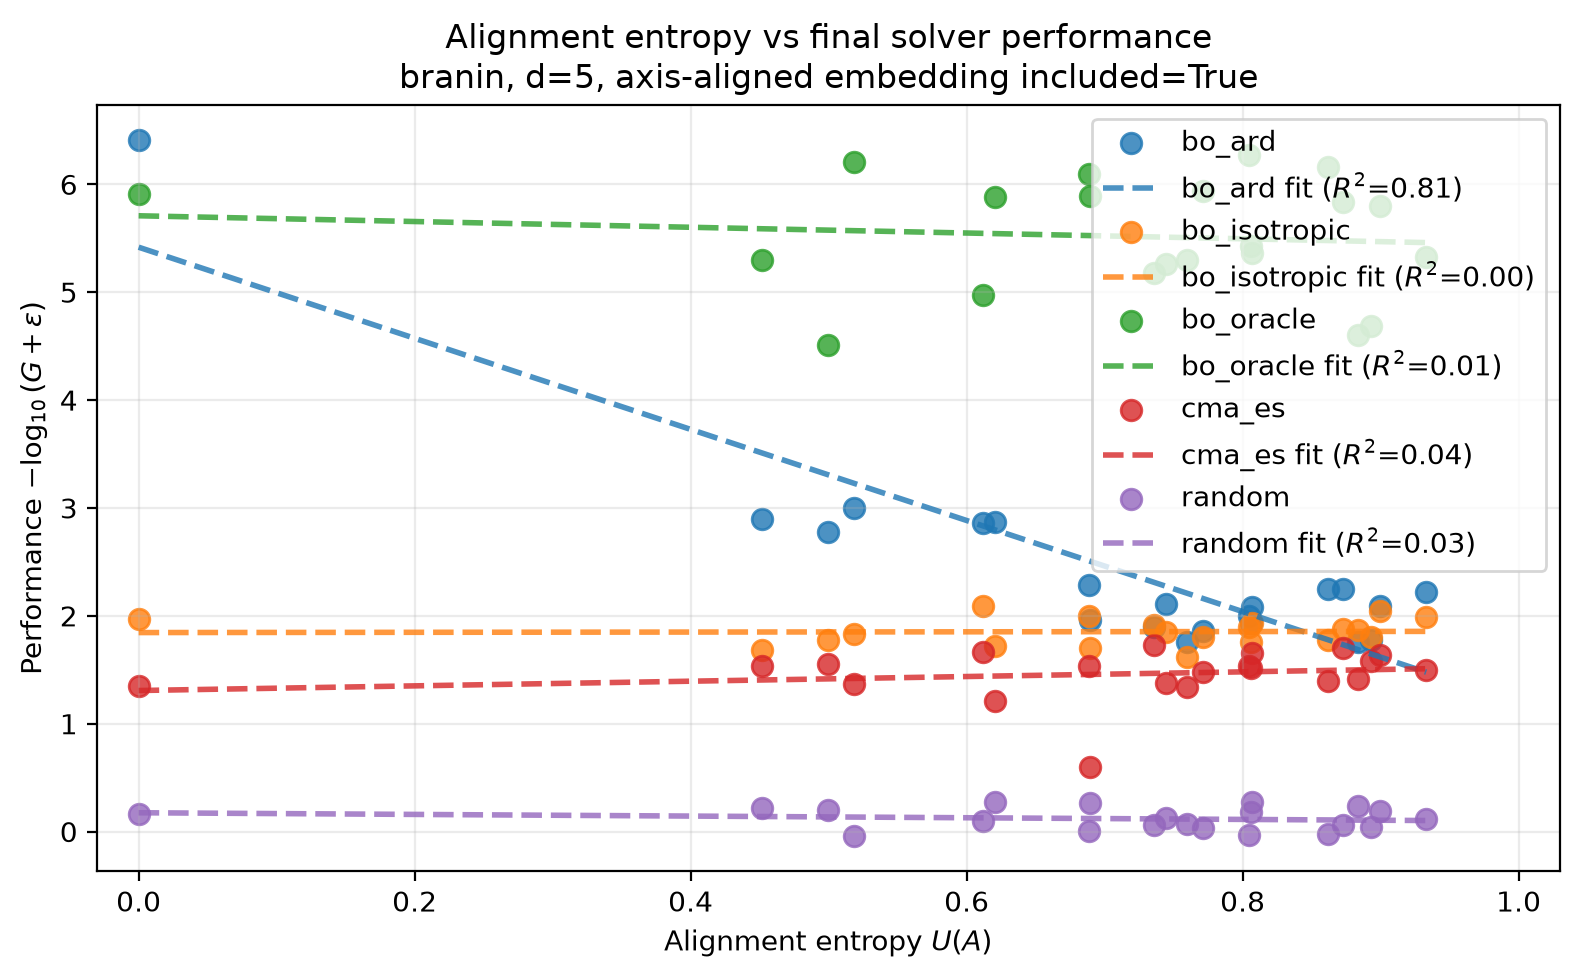 Alignment entropy vs final solver performance
branin, d=5, axis-aligned embedding included=True
Performance −log₁₀(G + ε)
6
5
4
3
2
1
0
bo_ard
bo_ard fit (R²=0.81)
bo_isotropic
bo_isotropic fit (R²=0.00)
bo_oracle
bo_oracle fit (R²=0.01)
cma_es
cma_es fit (R²=0.04)
random
random fit (R²=0.03)
0.0 0.2 0.4 0.6 0.8 1.0
Alignment entropy U(A)